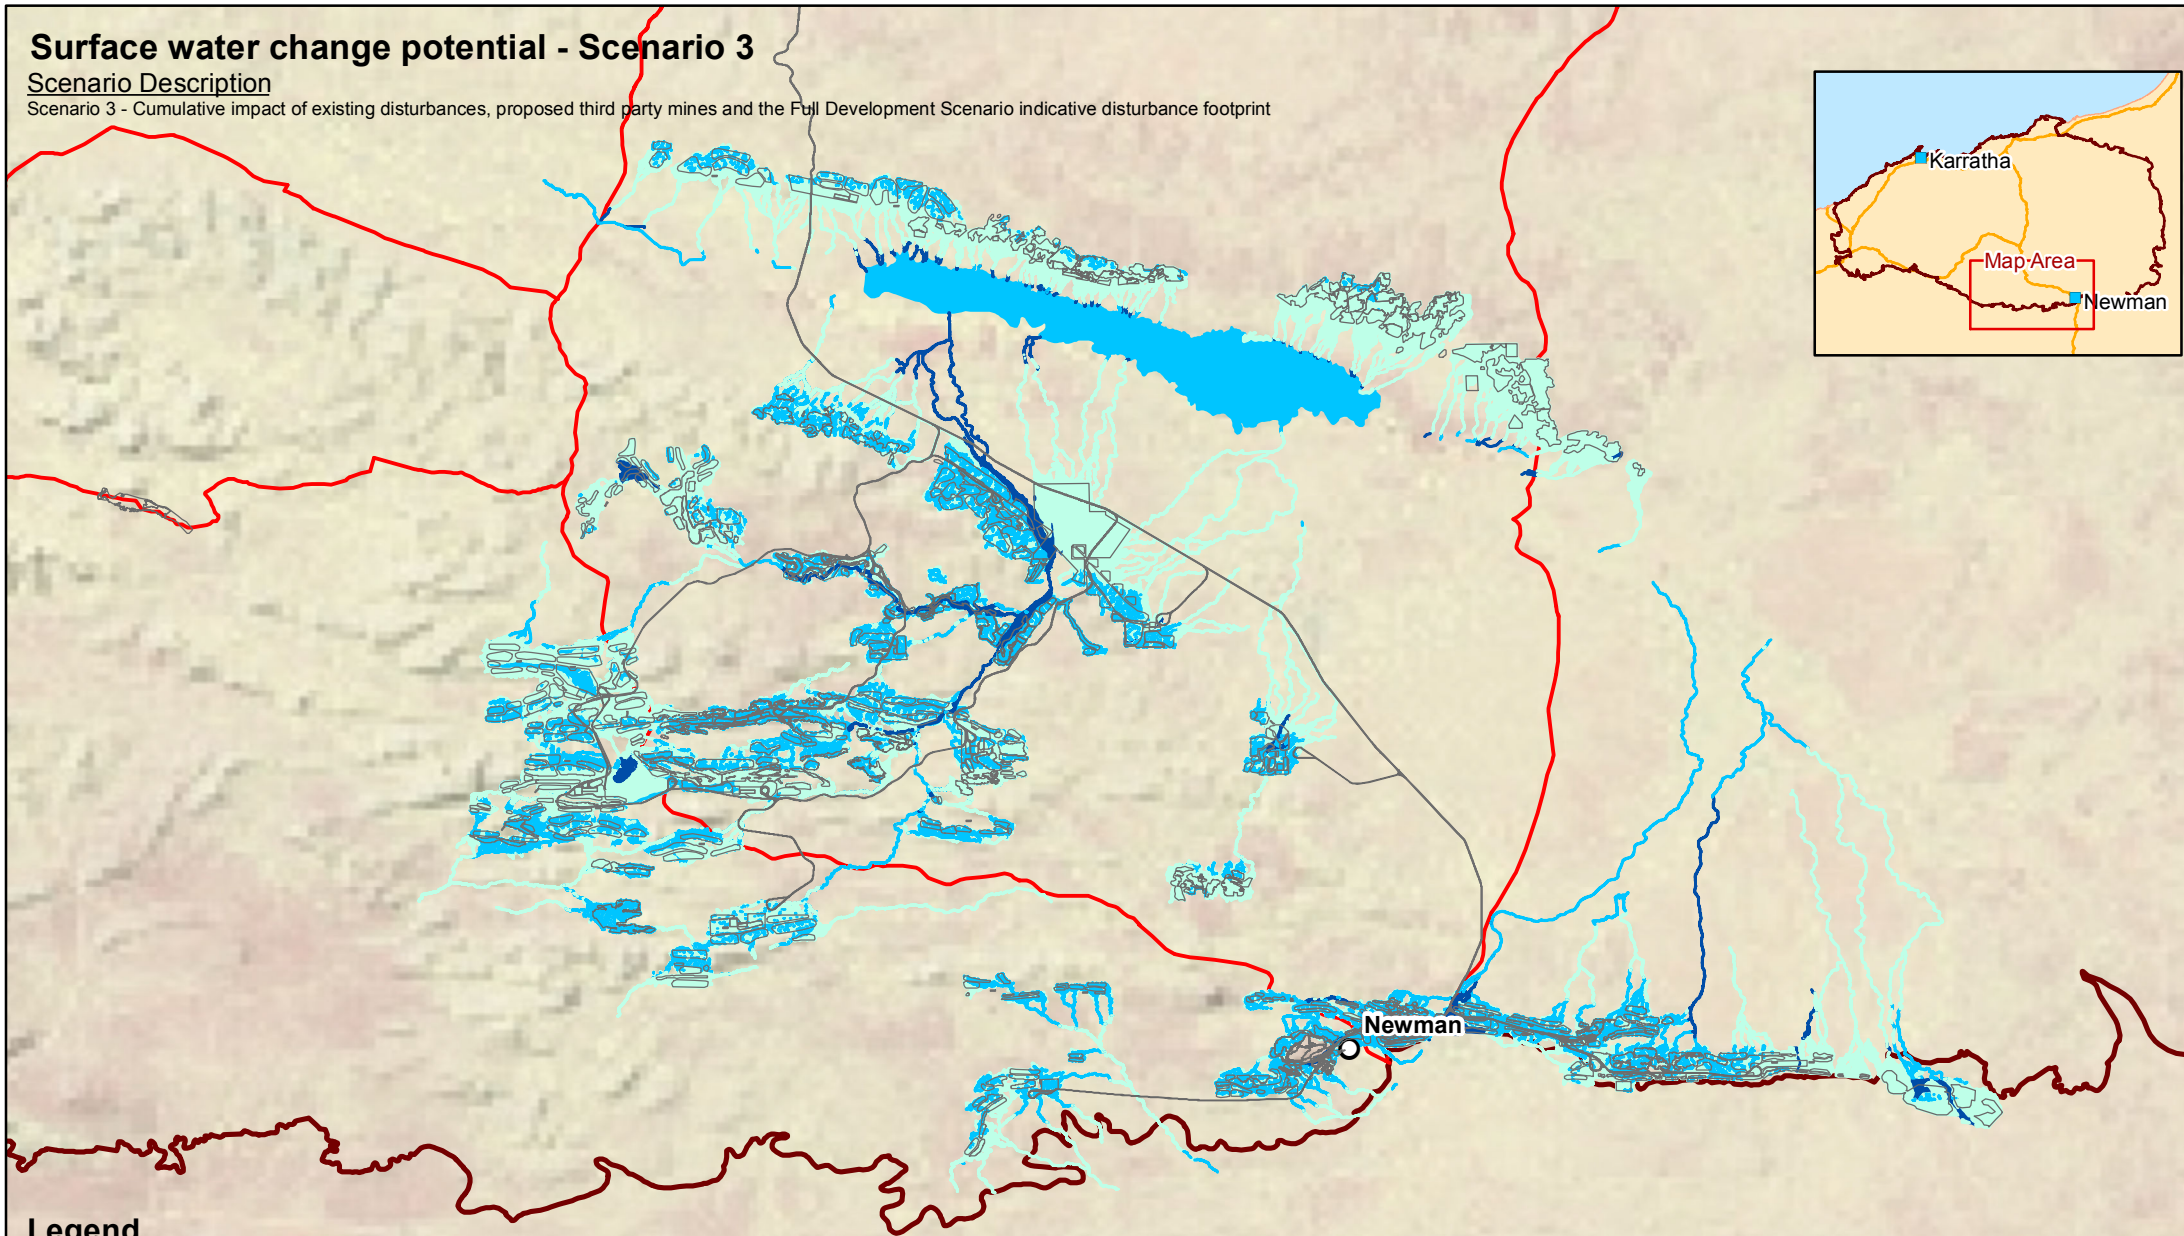 Surface water change potential - Scenario 3
Scenario Description
Scenario 3 - Cumulative impact of existing disturbances, proposed third party mines and the Full Development Scenario indicative disturbance footprint
Karratha
Map Area
Newman
Newman
Legend